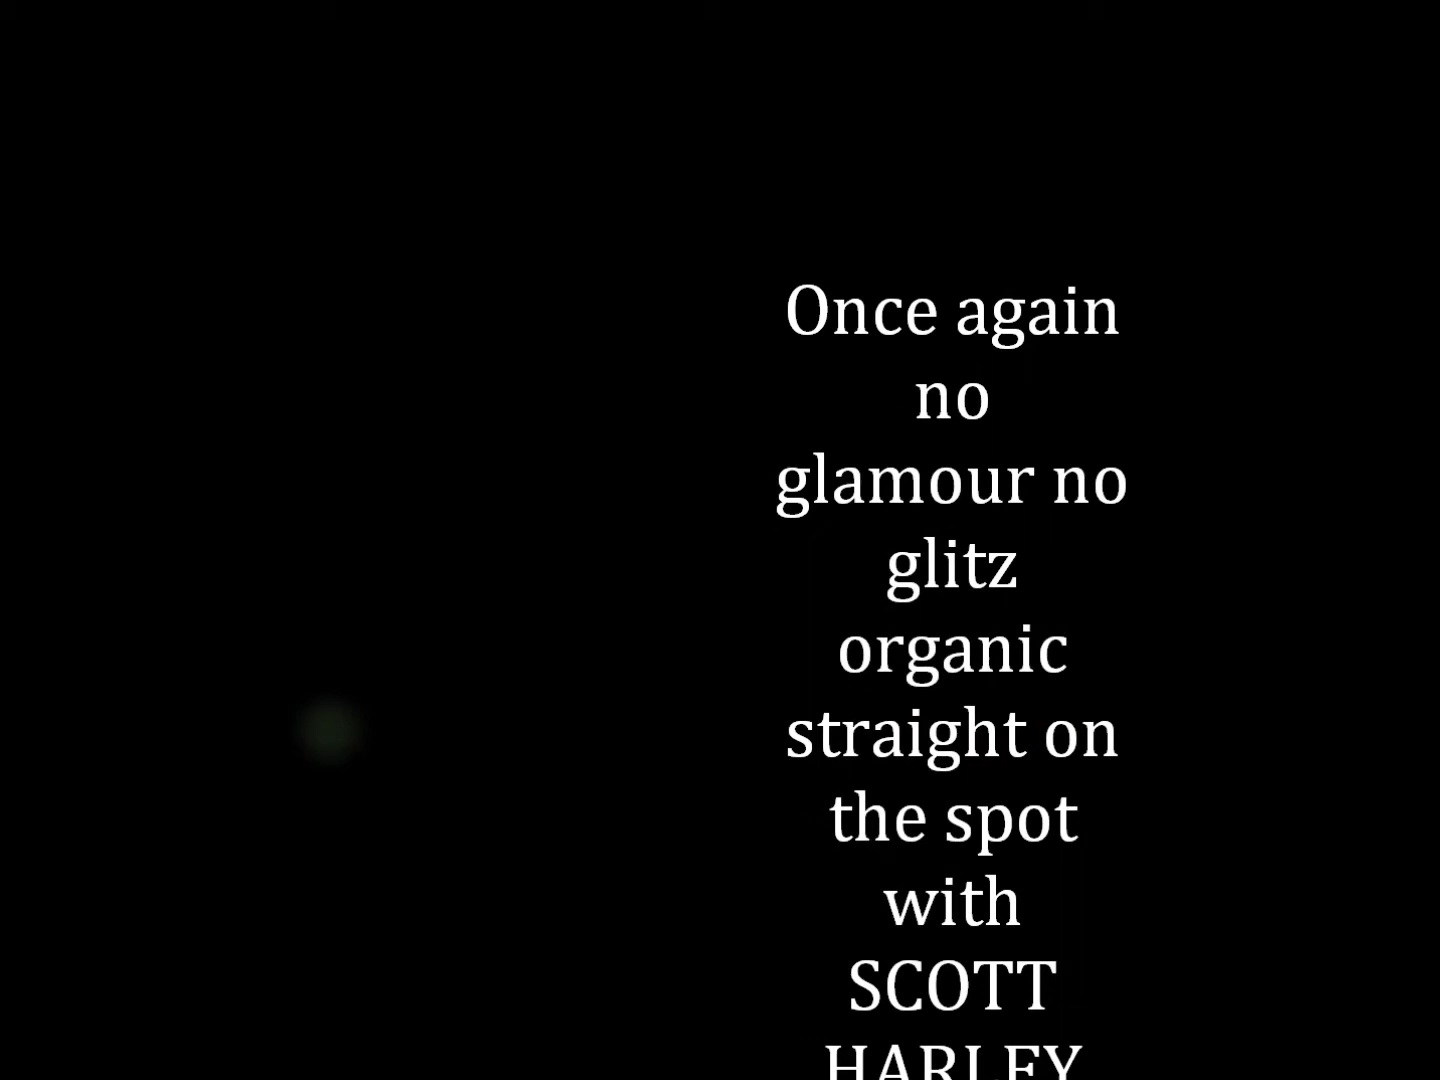 Once again
no
glamour no
glitz
organic
straight on
the spot
with
SCOTT
HARLEY